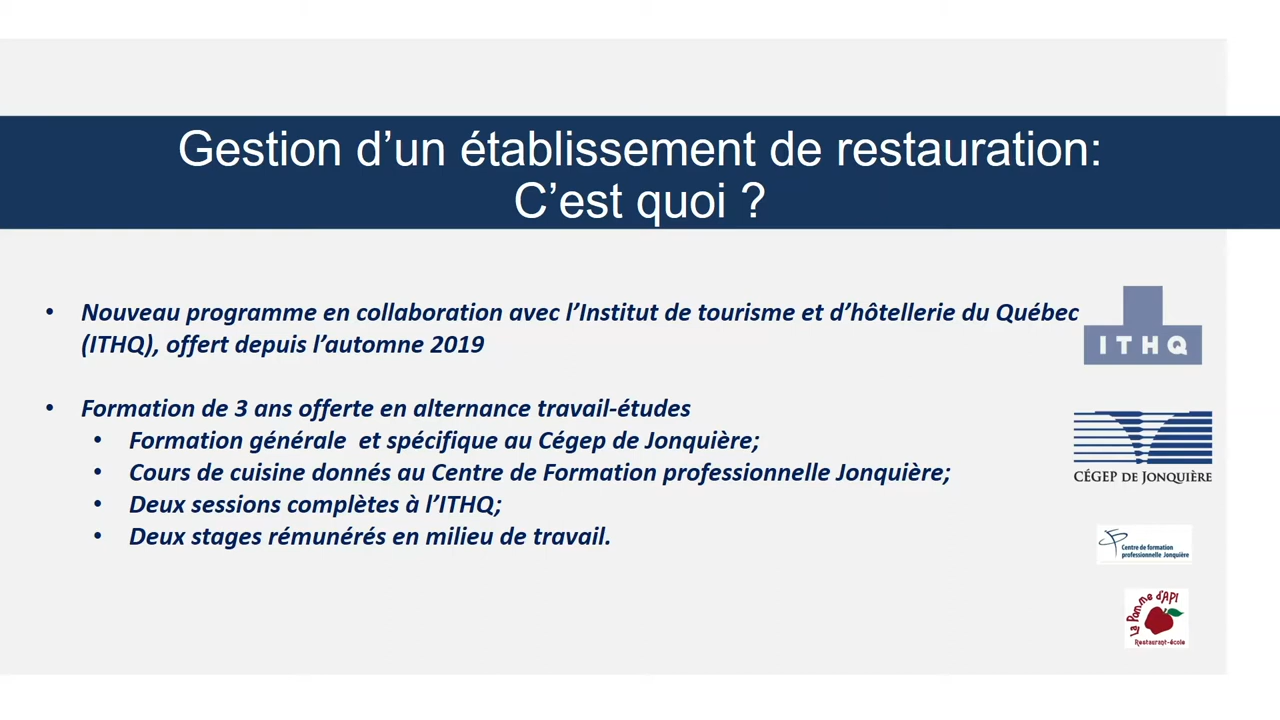 Gestion d’un établissement de restauration:
C’est quoi ?
• Nouveau programme en collaboration avec l’Institut de tourisme et d’hôtellerie du Québec
(ITHQ), offert depuis l’automne 2019
• Formation de 3 ans offerte en alternance travail-études
• Formation générale et spécifique au Cégep de Jonquière;
• Cours de cuisine donnés au Centre de Formation professionnelle Jonquière;
• Deux sessions complètes à l’ITHQ;
• Deux stages rémunérés en milieu de travail.
ITHQ
CÉGEP DE JONQUIÈRE
Centre de formation
professionnelle Jonquière
La Pomme d'API
Restaurant-école